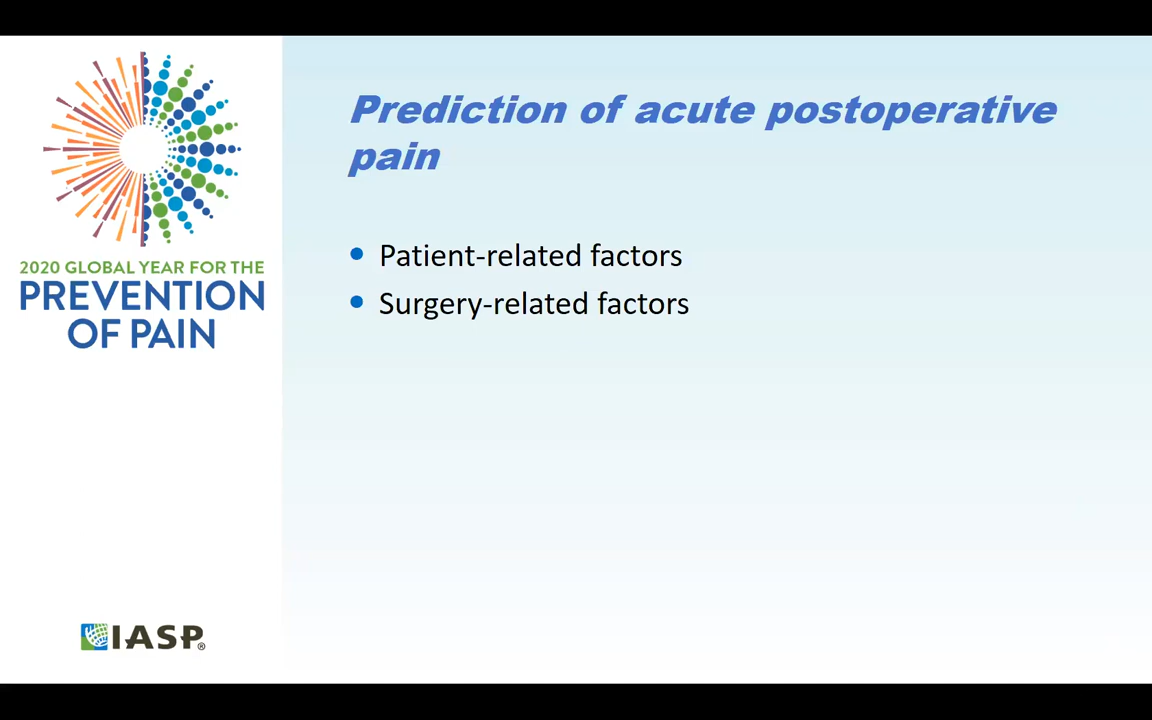 2020 GLOBAL YEAR FOR THE
PREVENTION
OF PAIN
IASP®
Prediction of acute postoperative
pain
• Patient-related factors
• Surgery-related factors